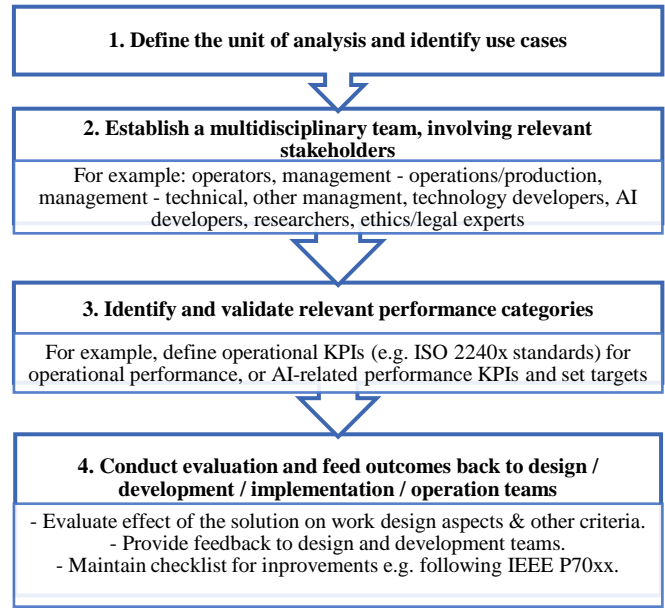 1. Define the unit of analysis and identify use cases
2. Establish a multidisciplinary team, involving relevant
stakeholders
For example: operators, management - operations/production,
management - technical, other managment, technology developers, AI
developers, researchers, ethics/legal experts
3. Identify and validate relevant performance categories
For example, define operational KPIs (e.g. ISO 2240x standards) for
operational performance, or AI-related performance KPIs and set targets
4. Conduct evaluation and feed outcomes back to design /
development / implementation / operation teams
- Evaluate effect of the solution on work design aspects & other criteria.
- Provide feedback to design and development teams.
- Maintain checklist for inprovements e.g. following IEEE P70xx.